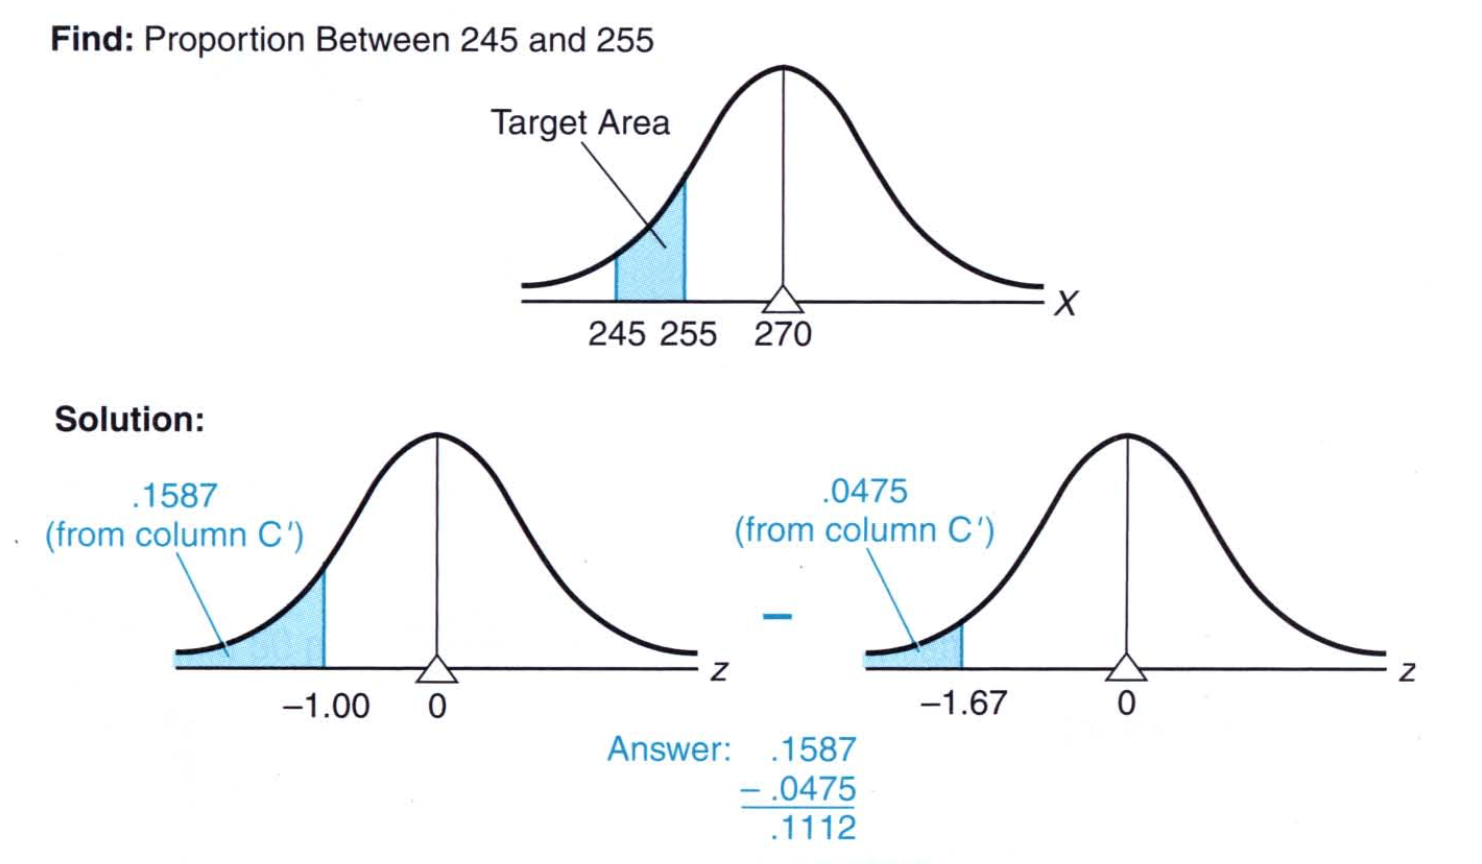 Find: Proportion Between 245 and 255
Target Area
X
245 255 270
Solution:
.1587
(from column C′)
z
–1.00 0
–
.0475
(from column C′)
z
–1.67 0
Answer: .1587
– .0475
.1112